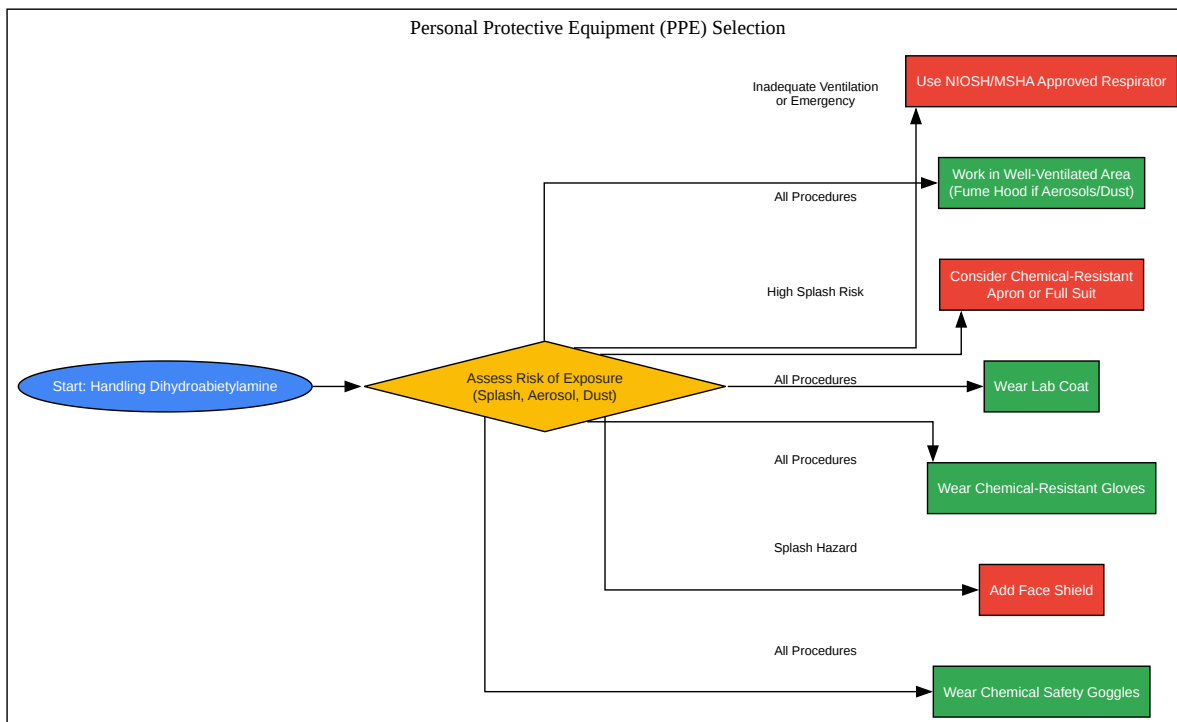 Personal Protective Equipment (PPE) Selection
Inadequate Ventilation
or Emergency
Use NIOSH/MSHA Approved Respirator
All Procedures
Work in Well-Ventilated Area
(Fume Hood if Aerosols/Dust)
High Splash Risk
Consider Chemical-Resistant
Apron or Full Suit
Start: Handling Dihydroabietylamine
Assess Risk of Exposure
(Splash, Aerosol, Dust)
All Procedures
Wear Lab Coat
All Procedures
Wear Chemical-Resistant Gloves
Splash Hazard
Add Face Shield
All Procedures
Wear Chemical Safety Goggles